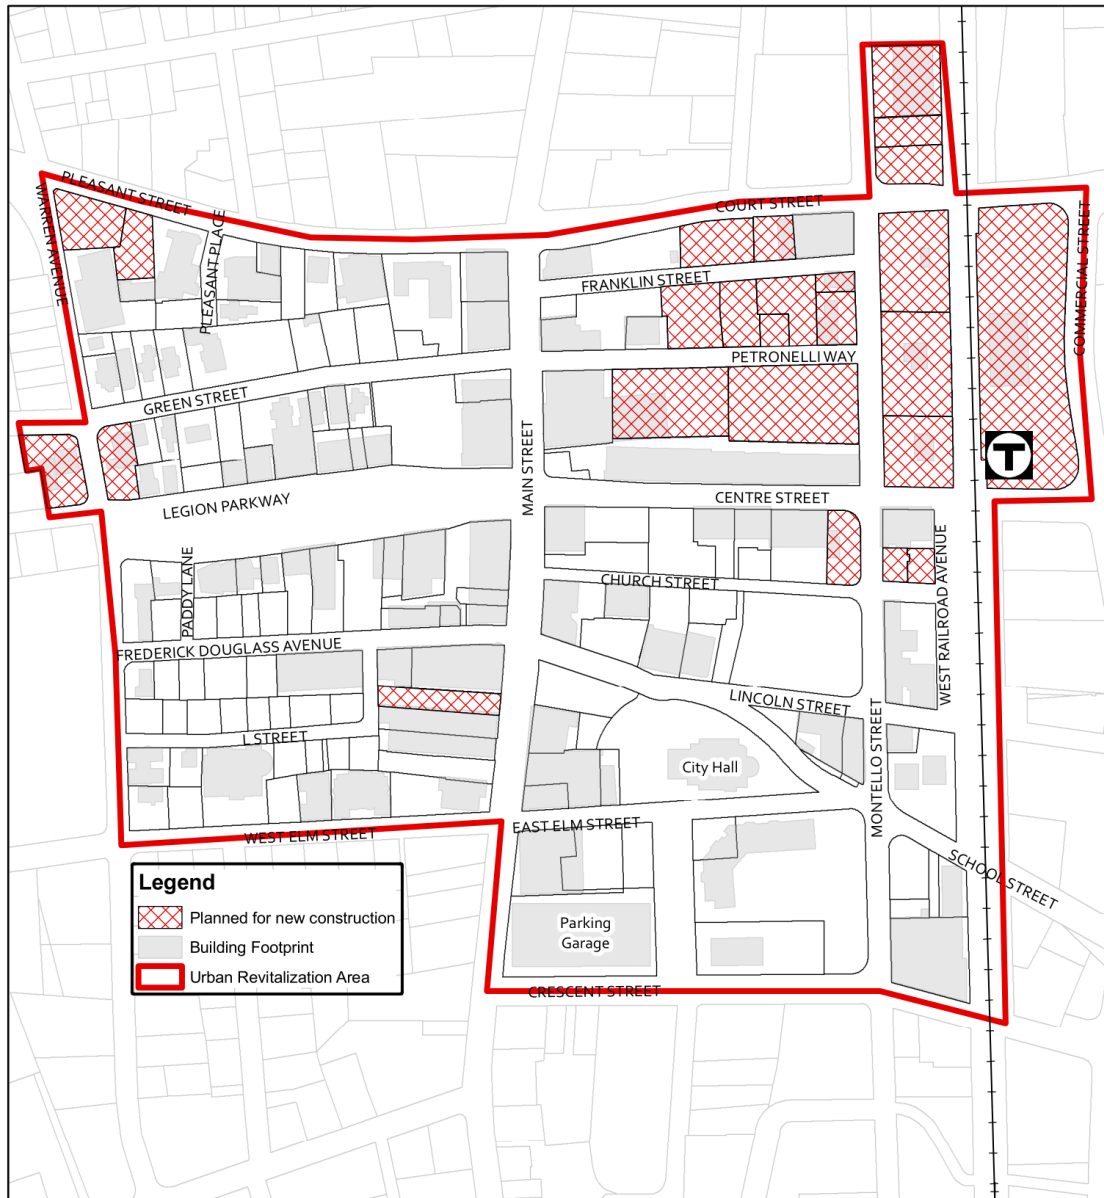 PLEASANT STREET
WARREN AVENUE
PLEASANT PLACE
COURT STREET
COMMERCIAL STREET
FRANKLIN STREET
PETRONELLI WAY
GREEN STREET
MAIN STREET
T
LEGION PARKWAY
CENTRE STREET
PADDY LANE
CHURCH STREET
WEST RAILROAD AVENUE
FREDERICK DOUGLASS AVENUE
LINCOLN STREET
L STREET
MONTELLO STREET
City Hall
WEST ELM STREET
EAST ELM STREET
SCHOOL STREET
Legend
Planned for new construction
Building Footprint
Urban Revitalization Area
Parking
Garage
CRESCENT STREET